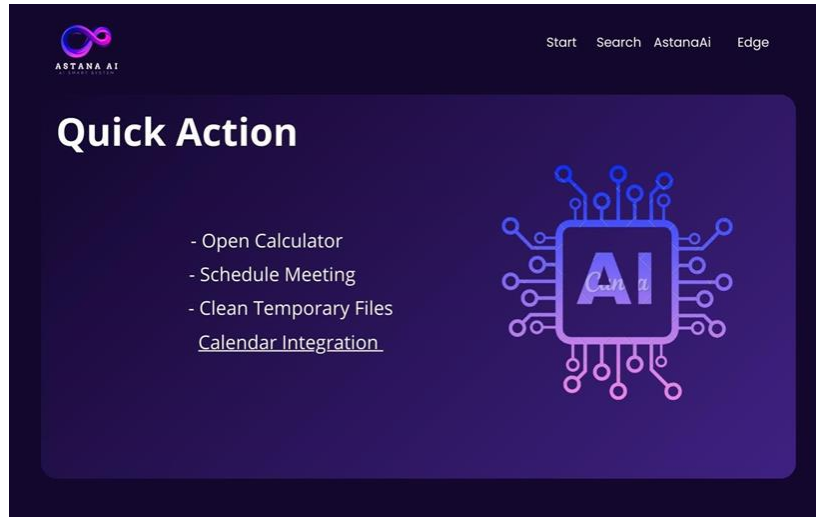 ASTANA AI
AI SMART SYSTEM
Start Search AstanaAi Edge
Quick Action
- Open Calculator
- Schedule Meeting
- Clean Temporary Files
Calendar Integration
AI
Canva